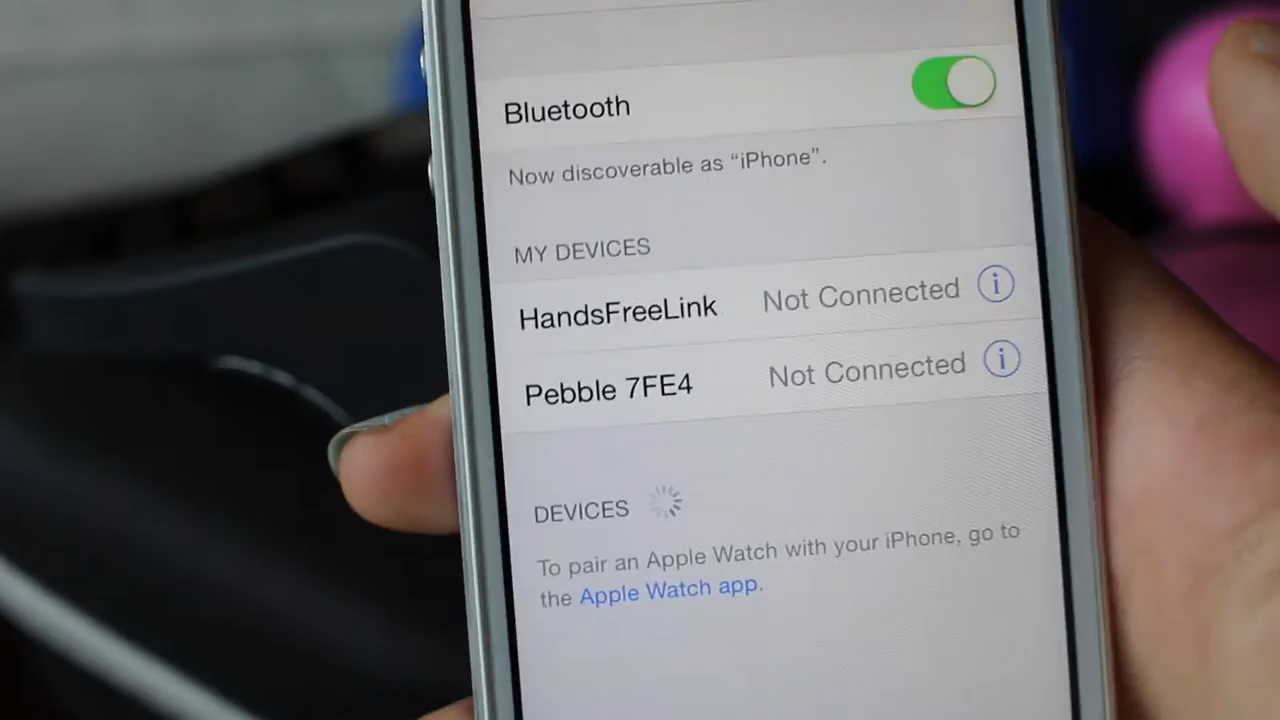 Bluetooth
Now discoverable as “iPhone”.
MY DEVICES
HandsFreeLink Not Connected i
Pebble 7FE4 Not Connected i
DEVICES
To pair an Apple Watch with your iPhone, go to
the Apple Watch app.